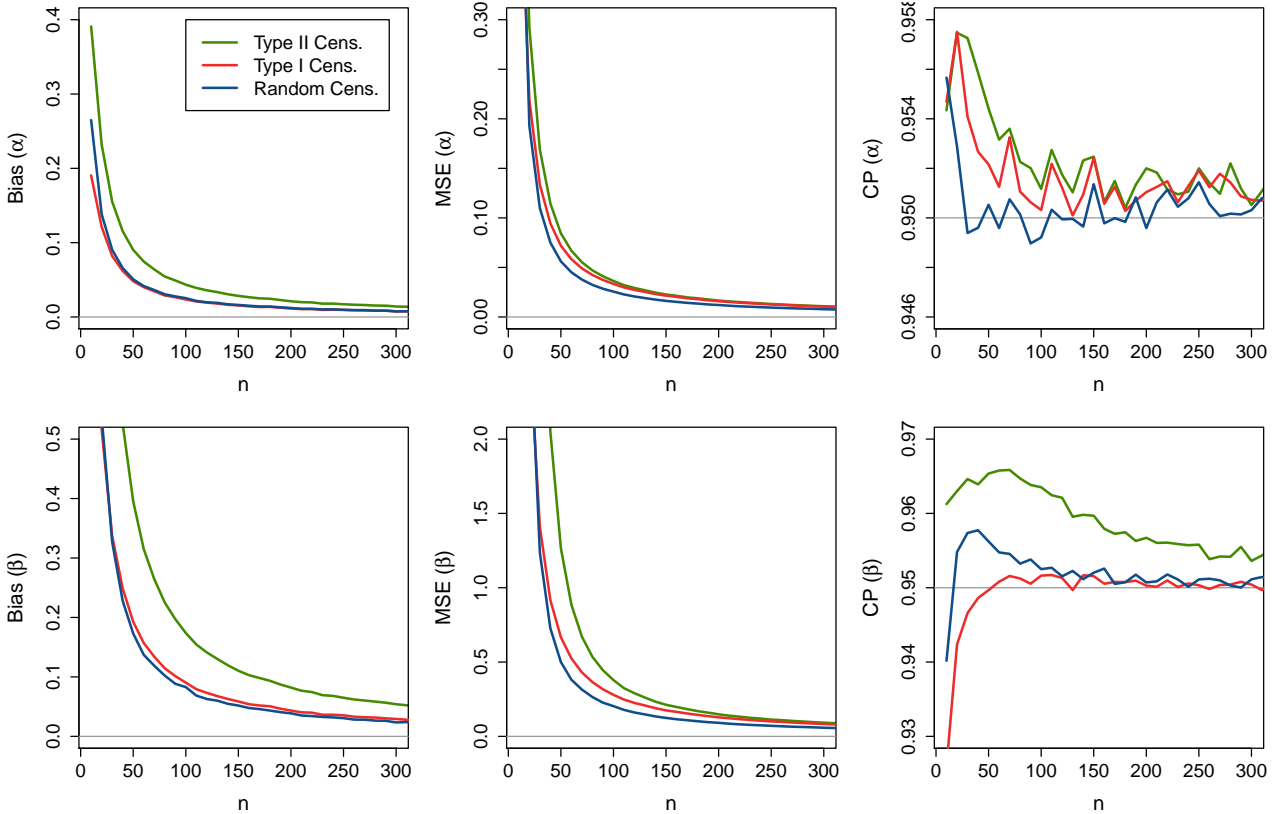 Bias (α)
0.0
0.1
0.2
0.3
0.4
Type II Cens.
Type I Cens.
Random Cens.
0 50 100 150 200 250 300
n
MSE (α)
0.00
0.10
0.20
0.30
0 50 100 150 200 250 300
n
CP (α)
0.946
0.950
0.954
0.958
0 50 100 150 200 250 300
n
Bias (β)
0.0
0.1
0.2
0.3
0.4
0.5
0 50 100 150 200 250 300
n
MSE (β)
0.
0.5
1.0
1.5
2.0
0 50 100 150 200 250 300
n
CP (β)
0.93
0.94
0.95
0.96
0.97
0 50 100 150 200 250 300
n